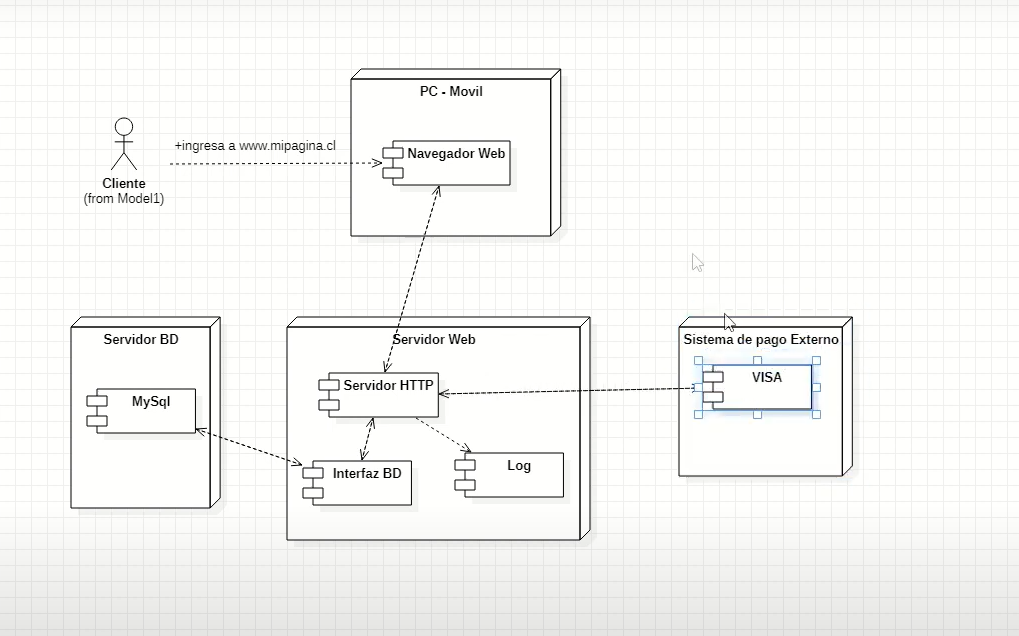 PC - Movil
+ingresa a www.mipagina.cl
Navegador Web
Cliente
(from Model1)
Servidor BD
Servidor Web
Sistema de pago Externo
MySql
Servidor HTTP
VISA
Interfaz BD
Log